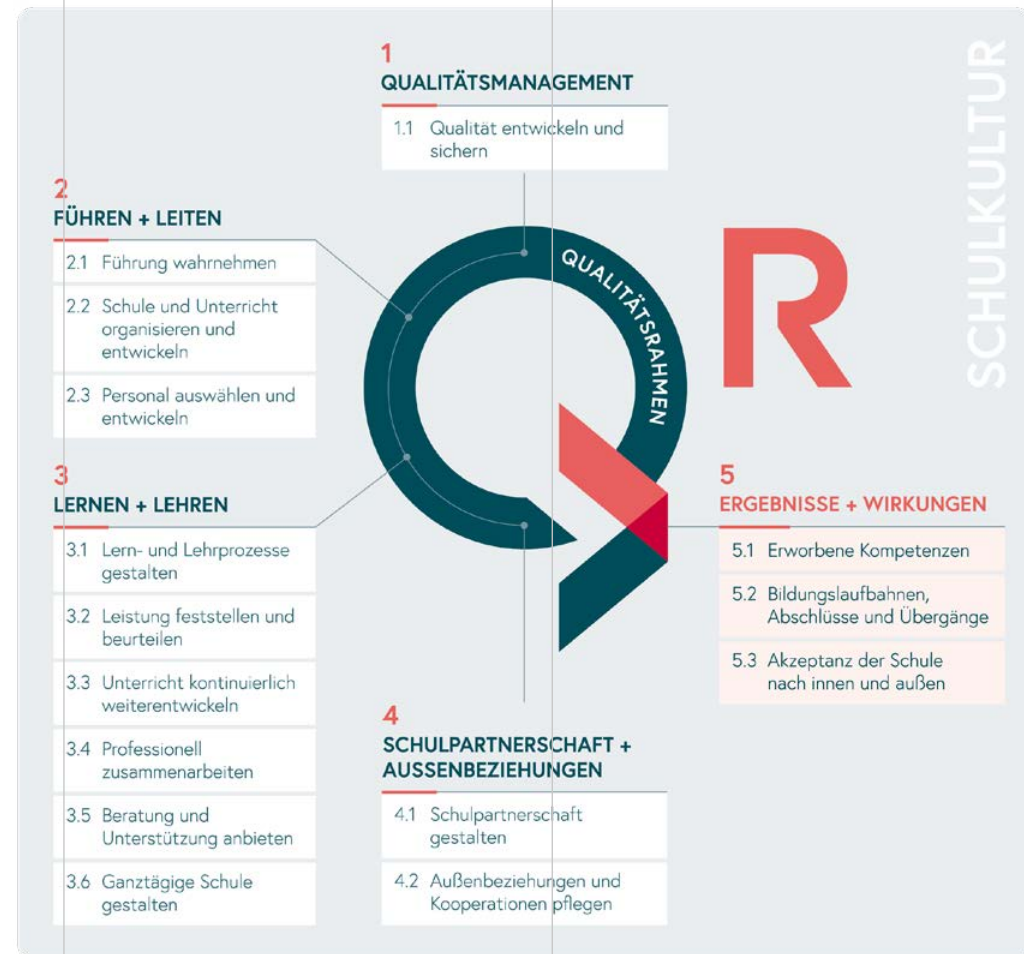 1
QUALITÄTSMANAGEMENT
1.1 Qualität entwickeln und
sichern
2
FÜHREN + LEITEN
2.1 Führung wahrnehmen
2.2 Schule und Unterricht
organisieren und
entwickeln
2.3 Personal auswählen und
entwickeln
3
LERNEN + LEHREN
3.1 Lern- und Lehrprozesse
gestalten
3.2 Leistung feststellen und
beurteilen
3.3 Unterricht kontinuierlich
weiterentwickeln
3.4 Professionell
zusammenarbeiten
3.5 Beratung und
Unterstützung anbieten
3.6 Ganztägige Schule
gestalten
4
SCHULPARTNERSCHAFT +
AUSSENBEZIEHUNGEN
4.1 Schulpartnerschaft
gestalten
4.2 Außenbeziehungen und
Kooperationen pflegen
5
ERGEBNISSE + WIRKUNGEN
5.1 Erworbene Kompetenzen
5.2 Bildungslaufbahnen,
Abschlüsse und Übergänge
5.3 Akzeptanz der Schule
nach innen und außen
QUALITÄTSRAHMEN
Q R
SCHULKULTUR